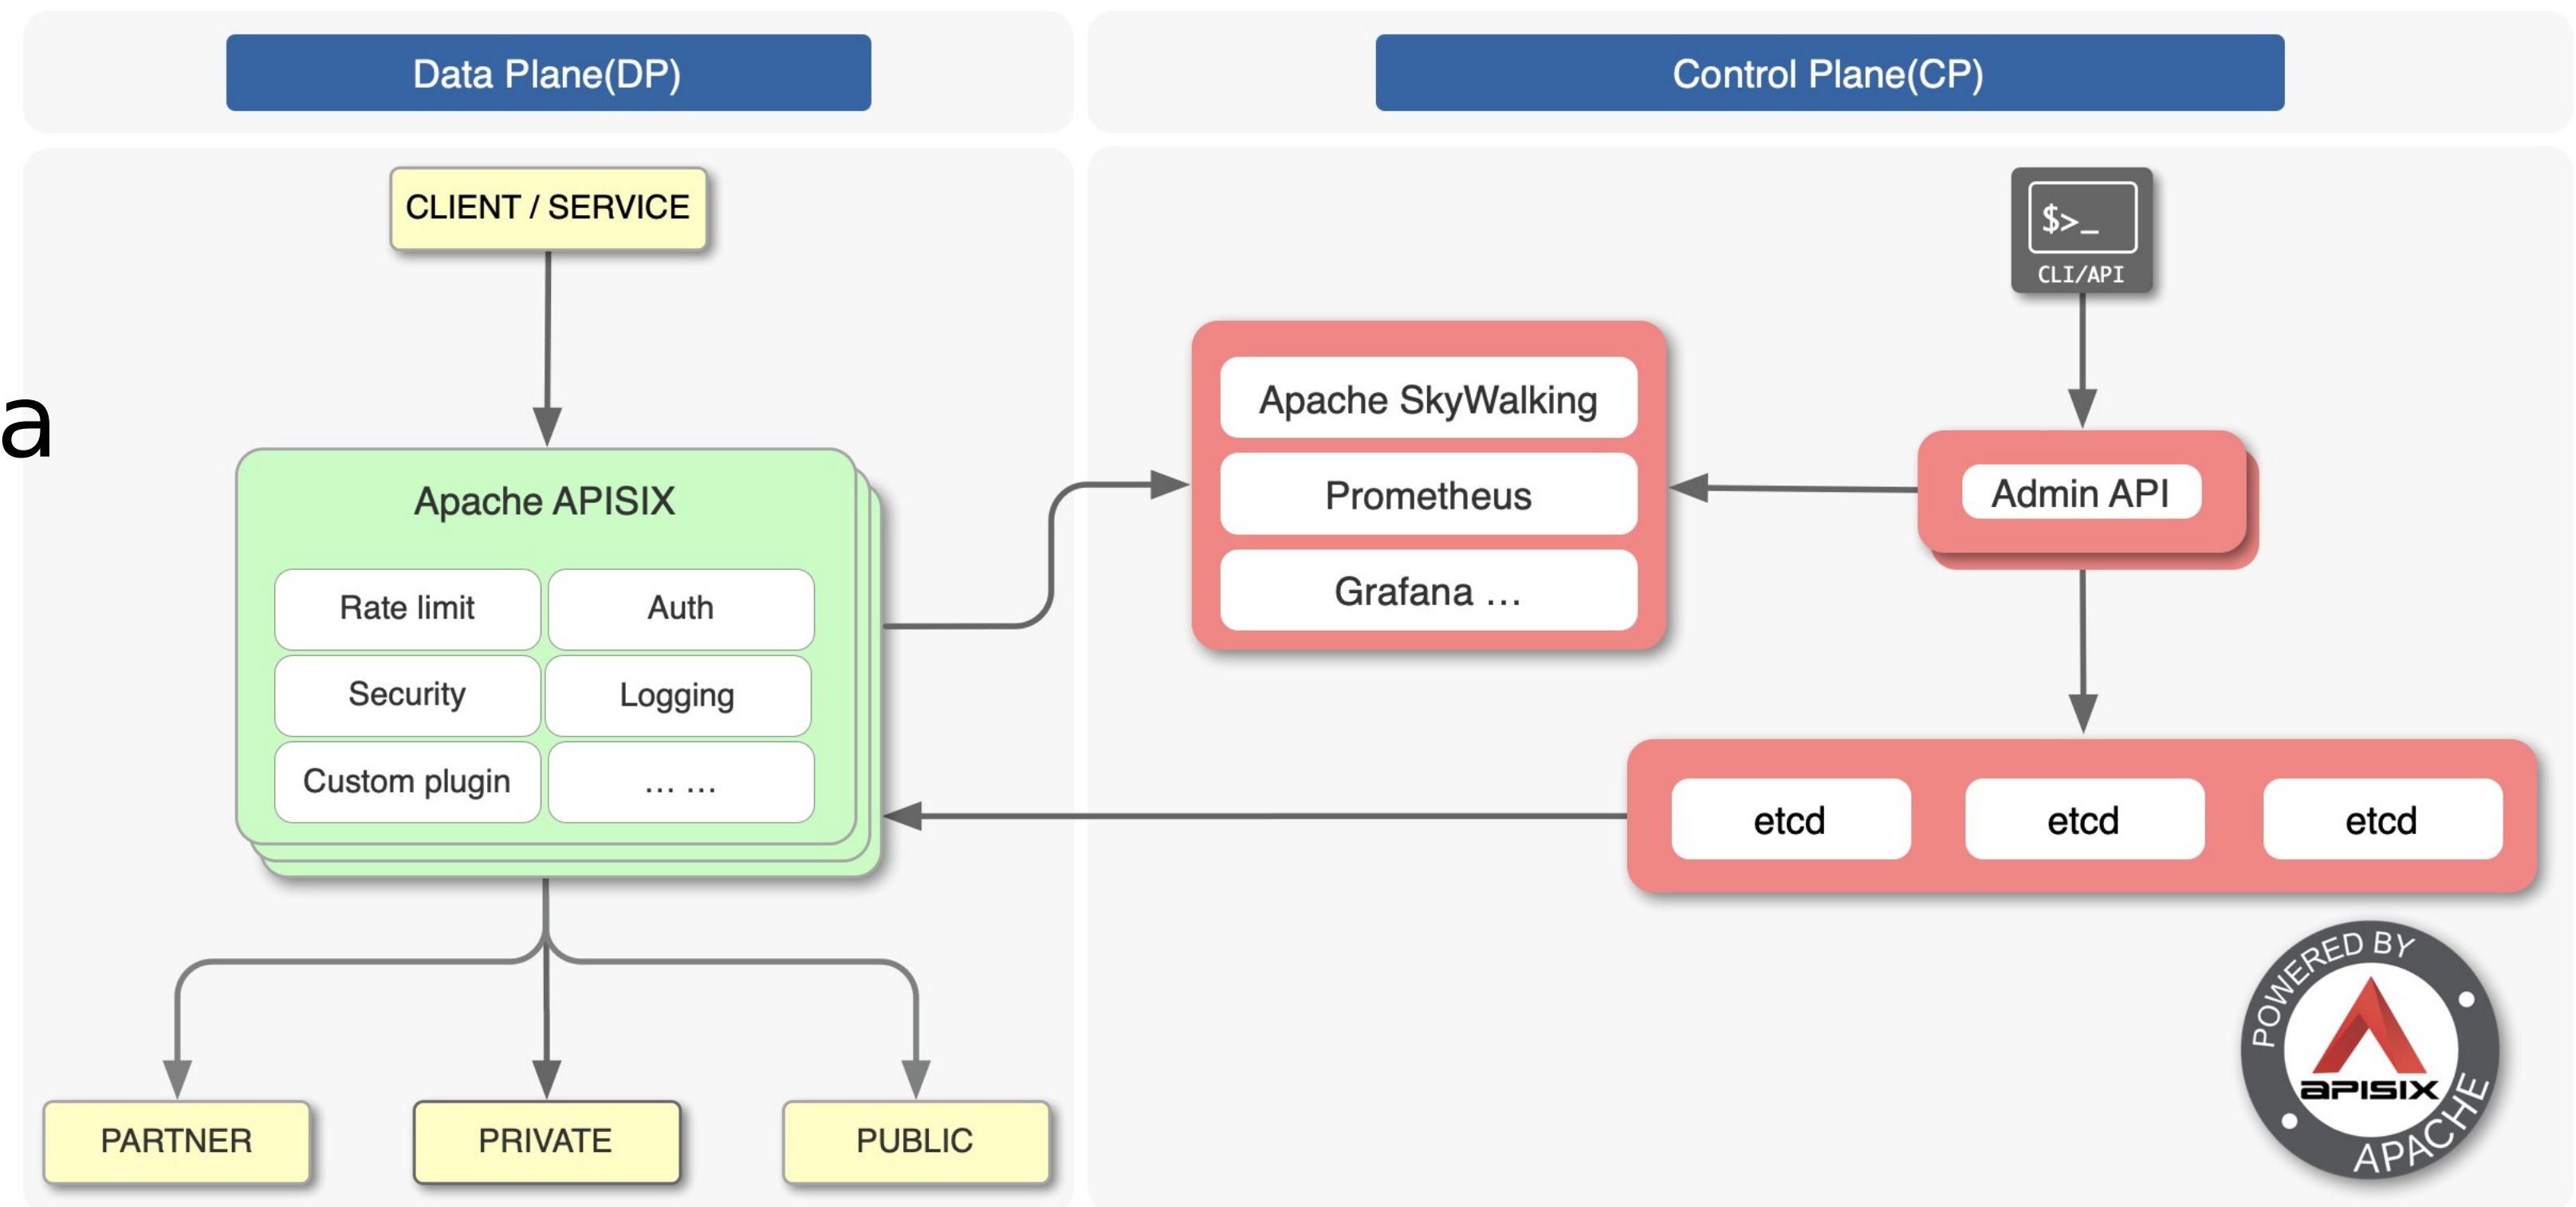 Data Plane(DP)
Control Plane(CP)
CLIENT / SERVICE
$>_
CLI/API
a
Apache APISIX
Rate limit
Auth
Security
Logging
Custom plugin
... ...
Apache SkyWalking
Prometheus
Grafana ...
Admin API
etcd
etcd
etcd
PARTNER
PRIVATE
PUBLIC
POWERED BY
APISIX
APACHE